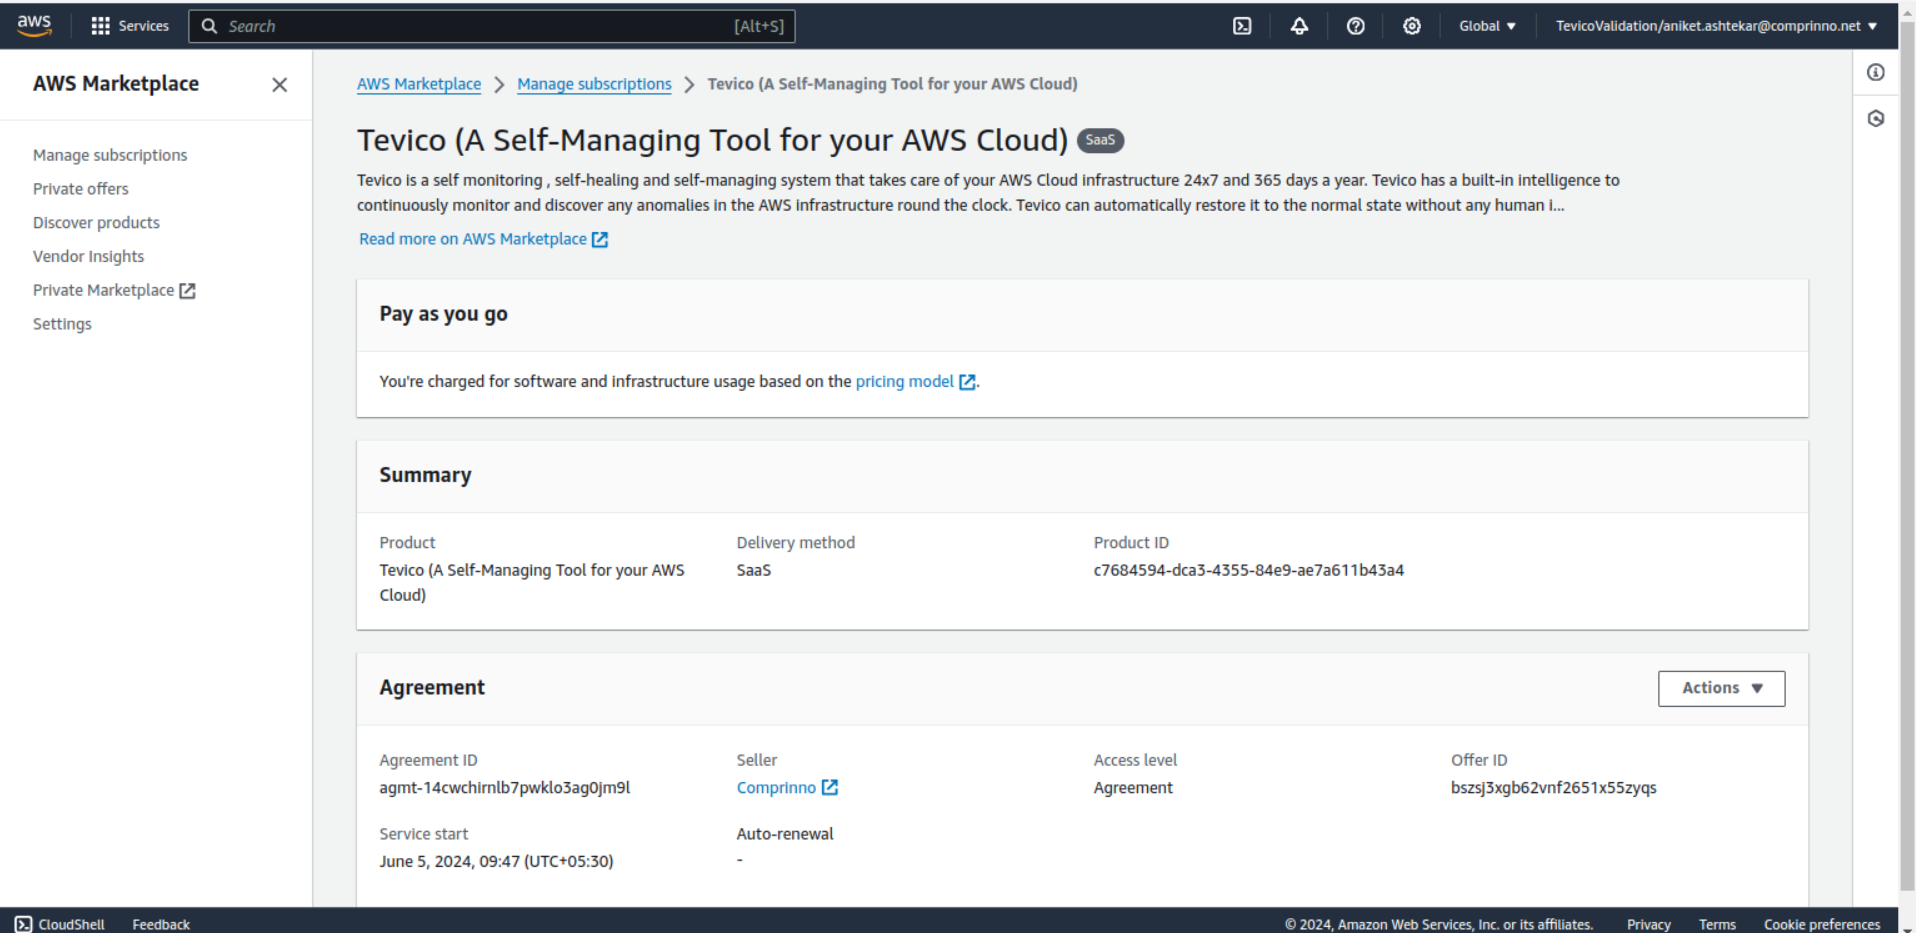 aws Services Search [Alt+S] Global TevicoValidation/aniket.ashtekar@comprinno.net
AWS Marketplace
Manage subscriptions
Private offers
Discover products
Vendor Insights
Private Marketplace
Settings
AWS Marketplace > Manage subscriptions > Tevico (A Self-Managing Tool for your AWS Cloud)
Tevico (A Self-Managing Tool for your AWS Cloud) SaaS
Tevico is a self monitoring , self-healing and self-managing system that takes care of your AWS Cloud infrastructure 24x7 and 365 days a year. Tevico has a built-in intelligence to
continuously monitor and discover any anomalies in the AWS infrastructure round the clock. Tevico can automatically restore it to the normal state without any human i...
Read more on AWS Marketplace
Pay as you go
You're charged for software and infrastructure usage based on the pricing model.
Summary
Product Delivery method Product ID
Tevico (A Self-Managing Tool for your AWS SaaS c7684594-dca3-4355-84e9-ae7a611b43a4
Cloud)
Agreement Actions
Agreement ID Seller Access level Offer ID
agmt-14cwchirnlb7pwklo3ag0jm9l Comprinno Agreement bszsj3xgb62vnf2651x55zyqs
Service start Auto-renewal
June 5, 2024, 09:47 (UTC+05:30) -
CloudShell Feedback © 2024, Amazon Web Services, Inc. or its affiliates. Privacy Terms Cookie preferences